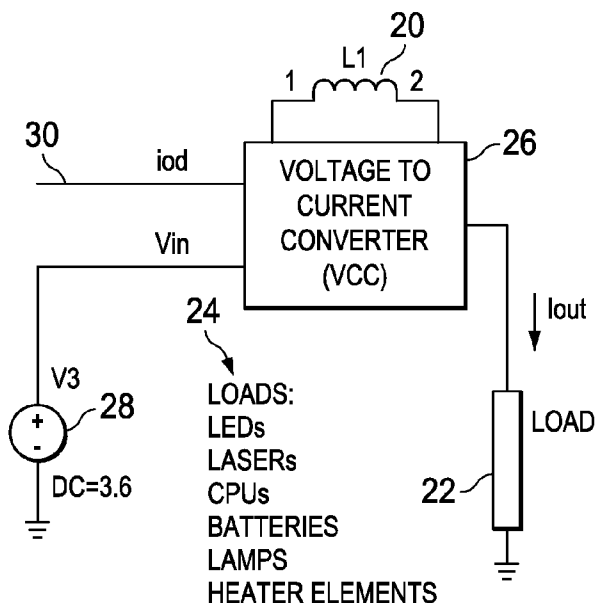 20
L1
1 2
30
iod
26
VOLTAGE TO
CURRENT
CONVERTER
(VCC)
Vin
24
Iout
V3
28
+
-
DC=3.6
LOADS:
LEDs
LASERs
CPUs
BATTERIES
LAMPS
HEATER ELEMENTS
LOAD
22